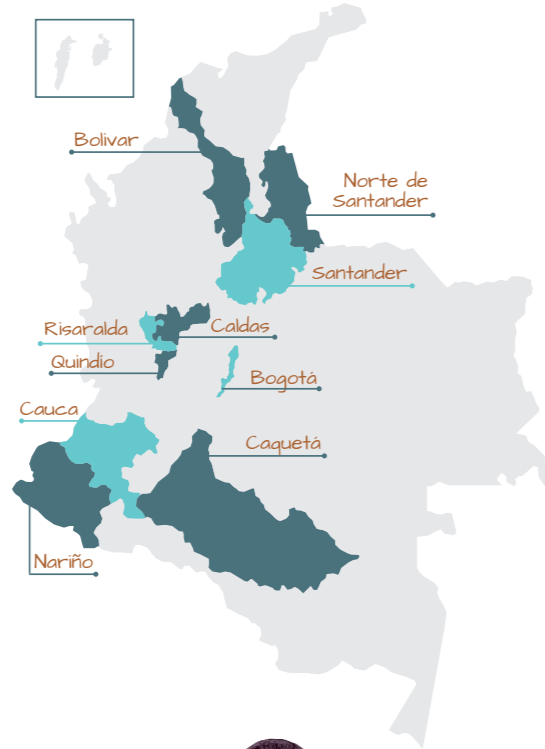 Bolivar
Norte de
Santander
Santander
Risaralda
Caldas
Quindio
Bogotá
Cauca
Caquetá
Nariño